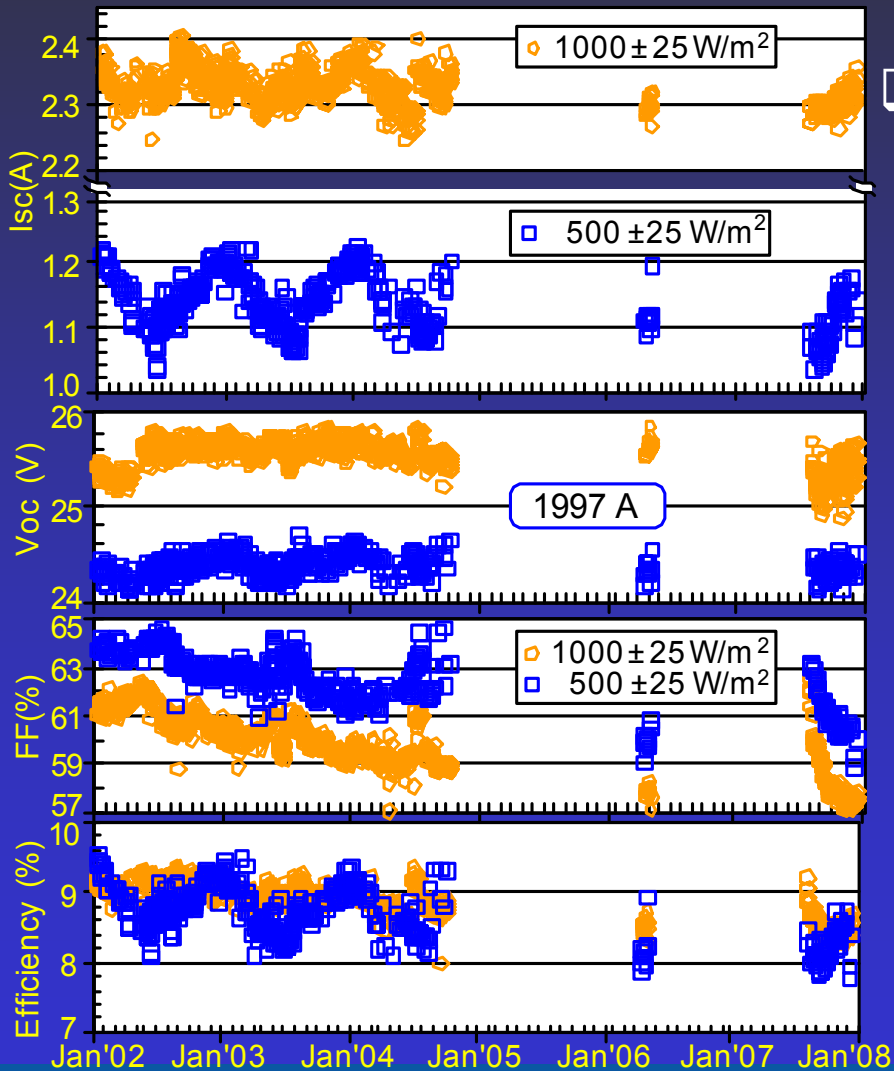 2.4
2.3
2.2
Isc(A)
1000±25 W/m²
1.3
1.2
1.1
1.0
500 ±25 W/m²
26
25
24
Voc (V)
1997 A
65
63
61
59
57
FF(%)
1000±25 W/m²
500±25 W/m²
10
9
8
7
Efficiency (%)
Jan'02 Jan'03 Jan'04 Jan'05 Jan'06 Jan'07 Jan'08